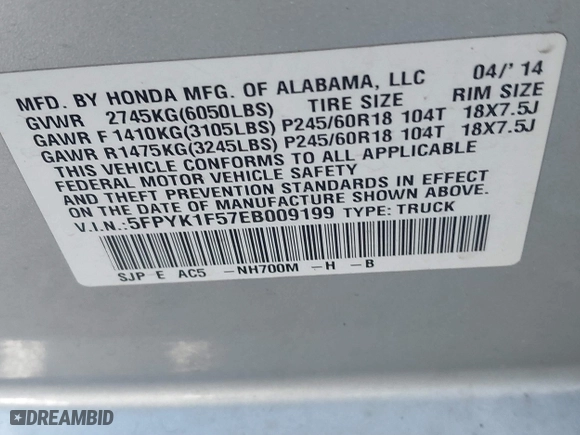 MFD. BY HONDA MFG. OF ALABAMA, LLC 04/'14
GVWR 2745KG(6050LBS) TIRE SIZE RIM SIZE
GAWR F 1410KG(3105LBS) P245/60R18 104T 18X7.5J
GAWR R1475KG(3245LBS) P245/60R18 104T 18X7.5J
THIS VEHICLE CONFORMS TO ALL APPLICABLE
FEDERAL MOTOR VEHICLE SAFETY
AND THEFT PREVENTION STANDARDS IN EFFECT
ON THE DATE OF MANUFACTURE SHOWN ABOVE.
V.I.N.:5FPYK1F57EB009199 TYPE: TRUCK
SJP E AC5 -NH700M -H -B
DREAMBID